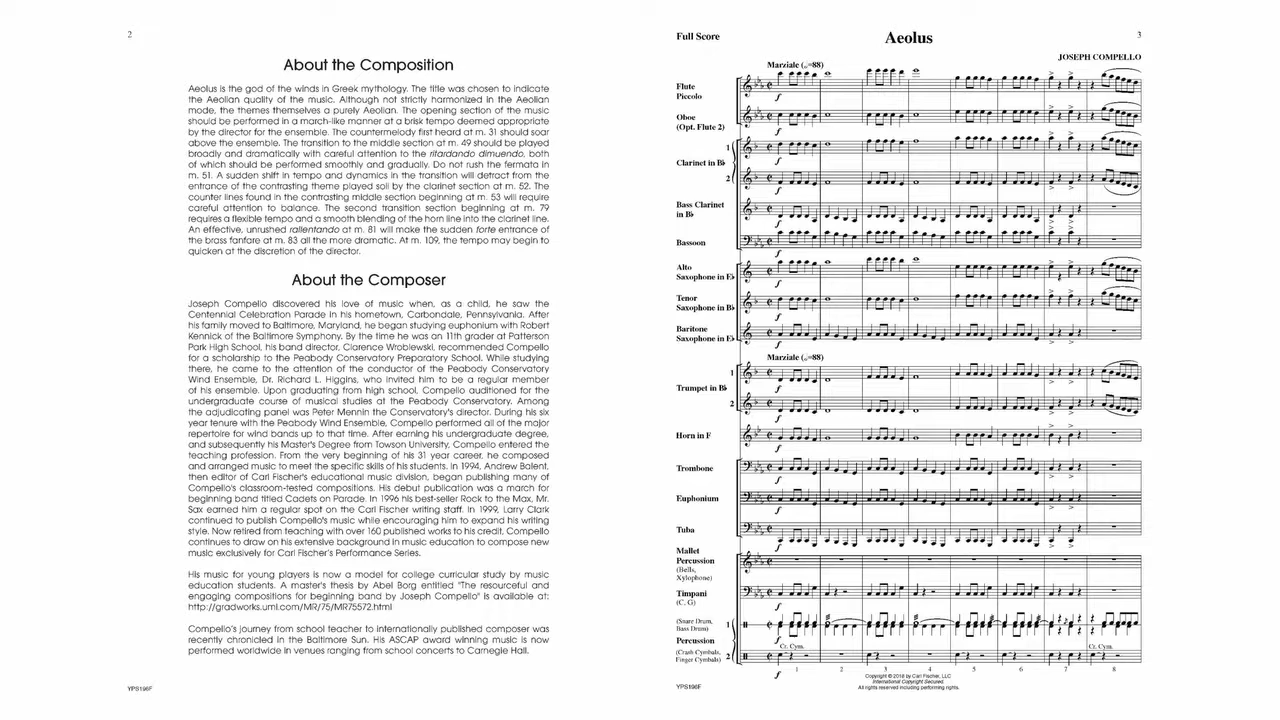 2
About the Composition
Aeolus is the god of the winds in Greek mythology. The title was chosen to indicate
the Aeolian quality of the music. Although not strictly harmonized in the Aeolian
mode, the themes themselves a purely Aeolian. The opening section of the music
should be performed in a march-like manner at a brisk tempo deemed appropriate
by the director for the ensemble. The countermelody first heard at m. 31 should soar
above the ensemble. The transition to the middle section at m. 49 should be played
broadly and dramatically with careful attention to the ritardando dimuendo, both
of which should be performed smoothly and gradually. Do not rush the fermata in
m. 51. A sudden shift in tempo and dynamics in the transition will detract from the
entrance of the contrasting theme played soli by the clarinet section at m. 52. The
counter lines found in the contrasting middle section beginning at m. 53 will require
careful attention to balance. The second transition section beginning at m. 79
requires a flexible tempo and a smooth blending of the horn line into the clarinet line.
An effective, unrushed rallentando at m. 81 will make the sudden forte entrance of
the brass fanfare at m. 83 all the more dramatic. At m. 109, the tempo may begin to
quicken at the discretion of the director.
About the Composer
Joseph Compello discovered his love of music when, as a child, he saw the
Centennial Celebration Parade in his hometown, Carbondale, Pennsylvania. After
his family moved to Baltimore, Maryland, he began studying euphonium with Robert
Kennick of the Baltimore Symphony. By the time he was an 11th grader at Patterson
Park High School, his band director, Clarence Wroblewski, recommended Compello
for a scholarship to the Peabody Conservatory Preparatory School. While studying
there, he came to the attention of the conductor of the Peabody Conservatory
Wind Ensemble, Dr. Richard L. Higgins, who invited him to be a regular member
of his ensemble. Upon graduating from high school, Compello auditioned for the
undergraduate course of musical studies at the Peabody Conservatory. Among
the adjudicating panel was Peter Mennin the Conservatory's director. During his six
year tenure with the Peabody Wind Ensemble, Compello performed all of the major
repertoire for wind bands up to that time. After earning his undergraduate degree,
and subsequently his Master's Degree from Towson University, Compello entered the
teaching profession. From the very beginning of his 31 year career, he composed
and arranged music to meet the specific skills of his students. In 1994, Andrew Balent,
then editor of Carl Fischer's educational music division, began publishing many of
Compello's classroom-tested compositions. His debut publication was a march for
beginning band titled Cadets on Parade. In 1996 his best-seller Rock to the Max, Mr.
Sax earned him a regular spot on the Carl Fischer writing staff. In 1999, Larry Clark
continued to publish Compello's music while encouraging him to expand his writing
style. Now retired from teaching with over 160 published works to his credit, Compello
continues to draw on his extensive background in music education to compose new
music exclusively for Carl Fischer's Performance Series.
His music for young players is now a model for college curricular study by music
education students. A master's thesis by Abel Borg entitled "The resourceful and
engaging compositions for beginning band by Joseph Compello" is available at:
http://gradworks.umi.com/MR/75/MR75572.html
Compello's journey from school teacher to internationally published composer was
recently chronicled in the Baltimore Sun. His ASCAP award winning music is now
performed worldwide in venues ranging from school concerts to Carnegie Hall.
YPS196F
Full Score
Aeolus
3
JOSEPH COMPELLO
Marziale (𝅗𝅥=88)
Flute
Piccolo
f
Oboe
(Opt. Flute 2)
f
1
f
Clarinet in B♭
2
f
Bass Clarinet
in B♭
f
Bassoon
f
Alto
Saxophone in E♭
f
Tenor
Saxophone in B♭
f
Baritone
Saxophone in E♭
f
Marziale (𝅗𝅥=88)
1
f
Trumpet in B♭
2
f
Horn in F
f
Trombone
f
Euphonium
f
Tuba
f
Mallet
Percussion
(Bells,
Xylophone)
Timpani
(C, G)
f
(Snare Drum,
Bass Drum)
1
f
Percussion
Cr. Cym.
Cr. Cym.
(Crash Cymbals,
Finger Cymbals)
2
f
1 2 3 4 5 6 7 8
Copyright © 2018 by Carl Fischer, LLC
International Copyright Secured.
All rights reserved including performing rights.
YPS196F